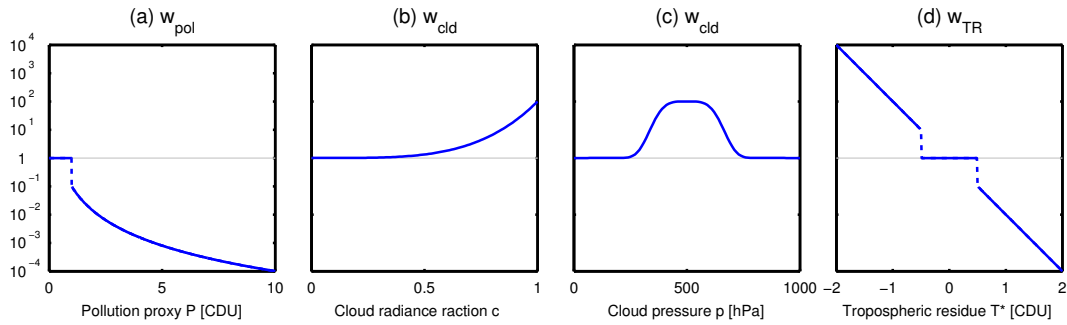 (a) w_pol
(b) w_cld
(c) w_cld
(d) w_TR
10^4
10^3
10^2
10^1
1
10^−1
10^−2
10^−3
10^−4
0 5 10
0 0.5 1
0 500 1000
−2 −1 0 1 2
Pollution proxy P [CDU]
Cloud radiance raction c
Cloud pressure p [hPa]
Tropospheric residue T* [CDU]